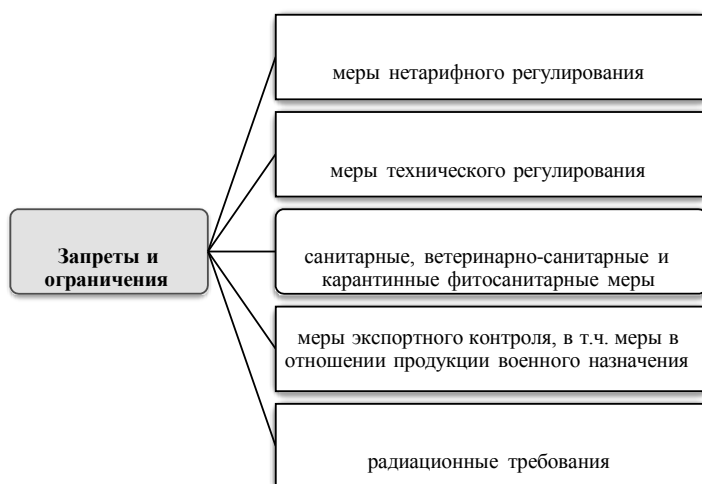 меры нетарифного регулирования
меры технического регулирования
Запреты и
ограничения
санитарные, ветеринарно-санитарные и
карантинные фитосанитарные меры
меры экспортного контроля, в т.ч. меры в
отношении продукции военного назначения
радиационные требования